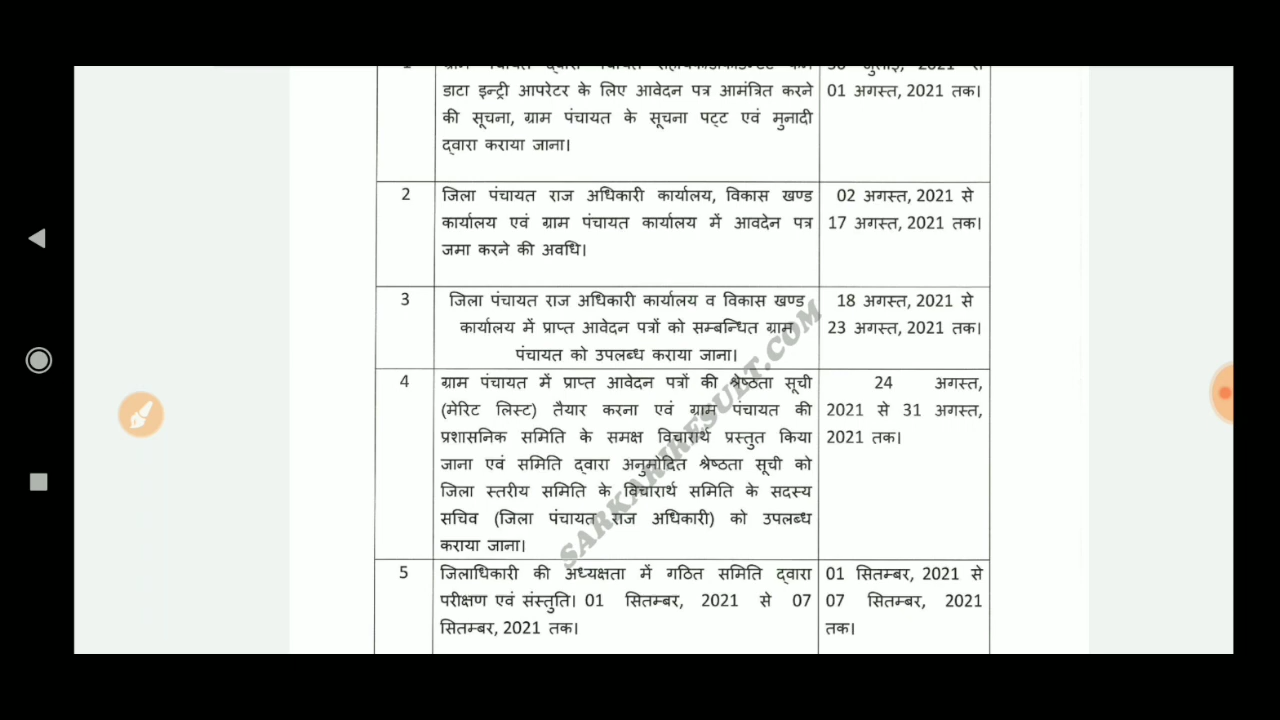 डाटा इन्ट्री आपरेटर के लिए आवेदन पत्र आमंत्रित करने
की सूचना, ग्राम पंचायत के सूचना पट्ट एवं मुनादी
द्वारा कराया जाना।
01 अगस्त, 2021 तक।
2
जिला पंचायत राज अधिकारी कार्यालय, विकास खण्ड
कार्यालय एवं ग्राम पंचायत कार्यालय में आवदेन पत्र
जमा करने की अवधि।
02 अगस्त, 2021 से
17 अगस्त, 2021 तक।
3
जिला पंचायत राज अधिकारी कार्यालय व विकास खण्ड
कार्यालय में प्राप्त आवेदन पत्रों को सम्बन्धित ग्राम
पंचायत को उपलब्ध कराया जाना।
18 अगस्त, 2021 से
23 अगस्त, 2021 तक।
4
ग्राम पंचायत में प्राप्त आवेदन पत्रों की श्रेष्ठता सूची
(मेरिट लिस्ट) तैयार करना एवं ग्राम पंचायत की
प्रशासनिक समिति के समक्ष विचारार्थ प्रस्तुत किया
जाना एवं समिति द्वारा अनुमोदित श्रेष्ठता सूची को
जिला स्तरीय समिति के विचारार्थ समिति के सदस्य
सचिव (जिला पंचायत राज अधिकारी) को उपलब्ध
कराया जाना।
24 अगस्त,
2021 से 31 अगस्त,
2021 तक।
5
जिलाधिकारी की अध्यक्षता में गठित समिति द्वारा
परीक्षण एवं संस्तुति। 01 सितम्बर, 2021 से 07
सितम्बर, 2021 तक।
01 सितम्बर, 2021 से
07 सितम्बर, 2021
तक।
SARKARIRESULT.COM